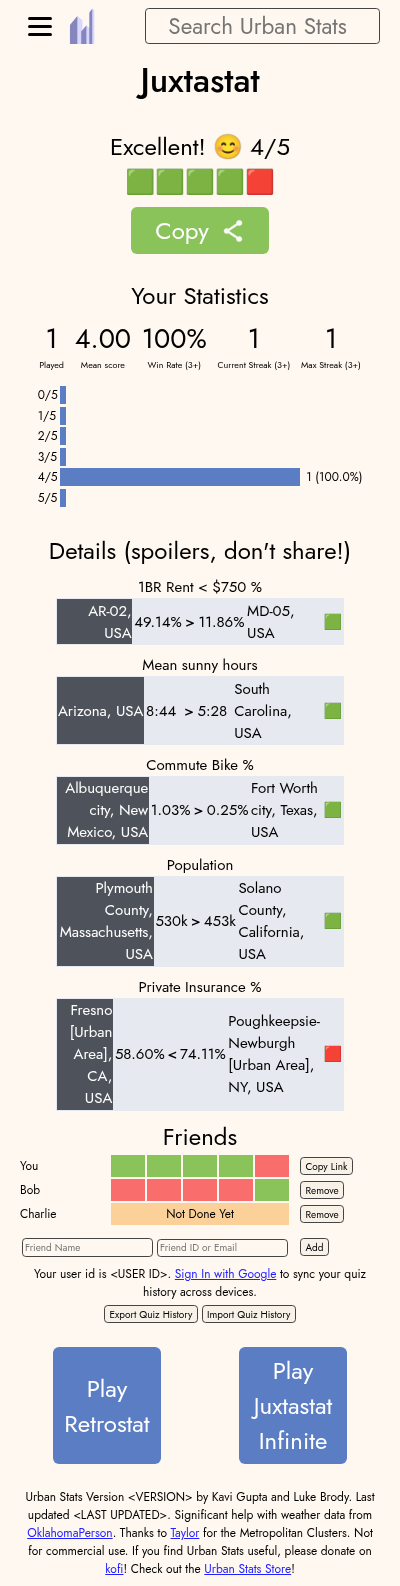 Search Urban Stats
Juxtastat
Excellent! 😊 4/5
🟩🟩🟩🟩🟥
Copy
Your Statistics
1 4.00 100% 1 1
Played Mean score Win Rate (3+) Current Streak (3+) Max Streak (3+)
0/5
1/5
2/5
3/5
4/5 1 (100.0%)
5/5
Details (spoilers, don't share!)
1BR Rent < $750 %
AR-02,
USA
49.14% > 11.86%
MD-05,
USA
Mean sunny hours
Arizona, USA
8:44 > 5:28
South
Carolina,
USA
Commute Bike %
Albuquerque
city, New
Mexico, USA
1.03% > 0.25%
Fort Worth
city, Texas,
USA
Population
Plymouth
County,
Massachusetts,
USA
530k > 453k
Solano
County,
California,
USA
Private Insurance %
Fresno
[Urban
Area],
CA,
USA
58.60% < 74.11%
Poughkeepsie-
Newburgh
[Urban Area],
NY, USA
Friends
You Copy Link
Bob Remove
Charlie Not Done Yet Remove
Friend Name Friend ID or Email Add
Your user id is <USER ID>. Sign In with Google to sync your quiz
history across devices.
Export Quiz History Import Quiz History
Play
Retrostat
Play
Juxtastat
Infinite
Urban Stats Version <VERSION> by Kavi Gupta and Luke Brody. Last
updated <LAST UPDATED>. Significant help with weather data from
OklahomaPerson. Thanks to Taylor for the Metropolitan Clusters. Not
for commercial use. If you find Urban Stats useful, please donate on
kofi! Check out the Urban Stats Store!